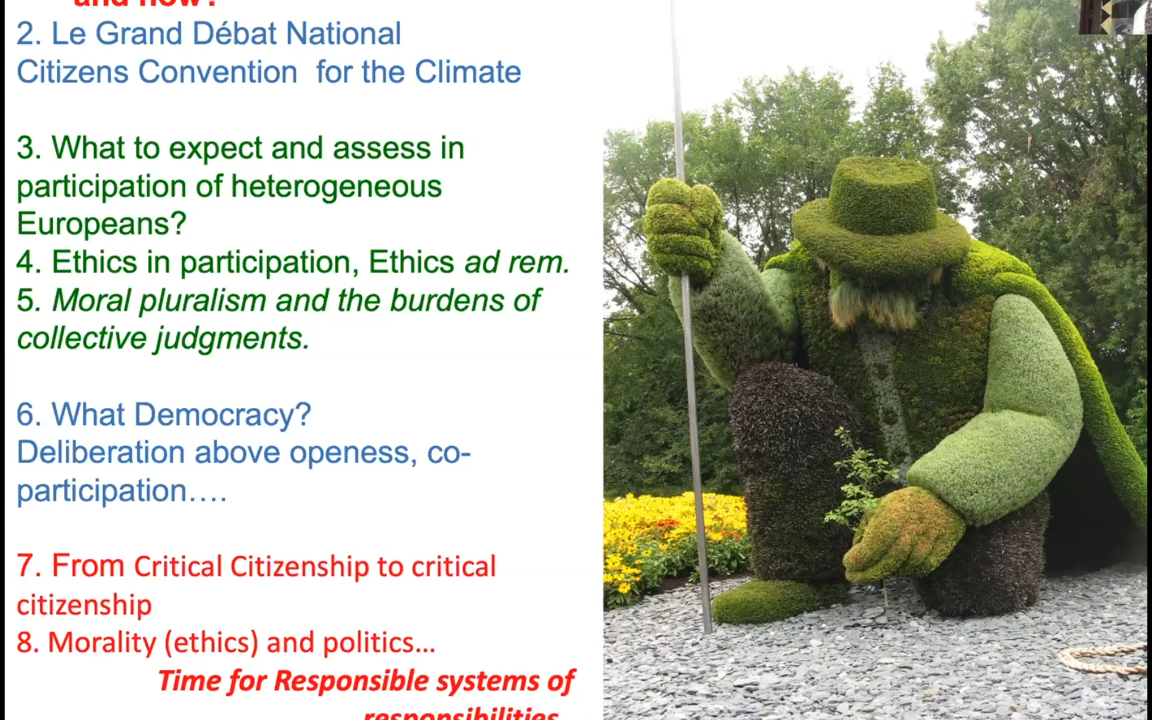 and now?
2. Le Grand Débat National
Citizens Convention for the Climate
3. What to expect and assess in
participation of heterogeneous
Europeans?
4. Ethics in participation, Ethics ad rem.
5. Moral pluralism and the burdens of
collective judgments.
6. What Democracy?
Deliberation above openess, co-
participation….
7. From Critical Citizenship to critical
citizenship
8. Morality (ethics) and politics…
Time for Responsible systems of
responsibilities